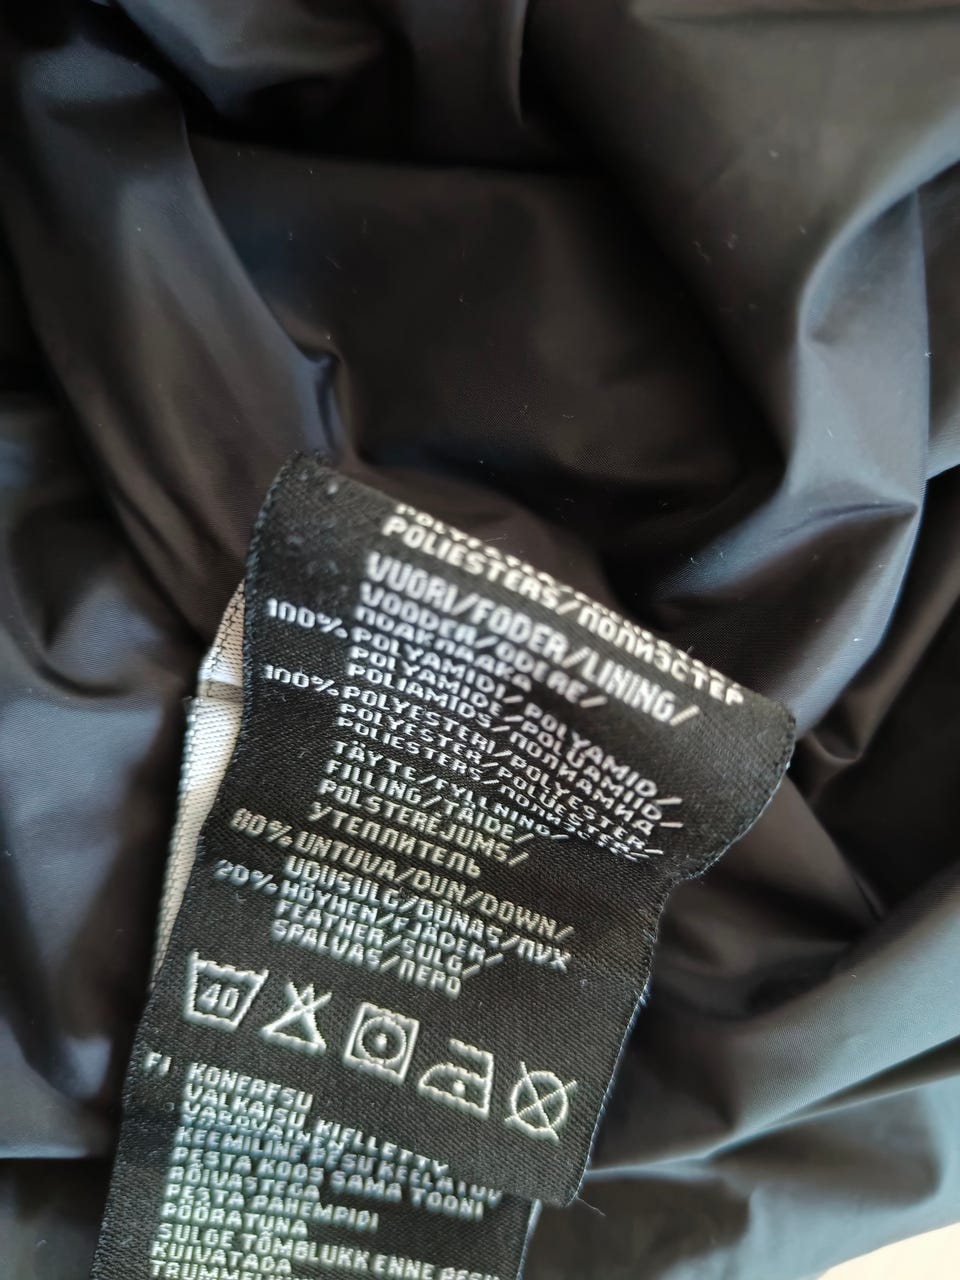 POLIESTERS/ПОЛИЭСТЕР
VUORI/FODER/LINING/
VOODER/ODERE/
ПОДКЛАДКА
100% POLYAMIDI/POLYAMID/
POLYAMIDE/POLÜAMIID/
POLIAMIDS/ПОЛИАМИД
100% POLYESTERI/POLYESTER/
POLYESTER/POLÜESTER/
POLIESTERS/ПОЛИЭСТЕР
TÄYTE/FYLLNING/
FILLING/TÄIDE/
POLSTERĒJUMS/
УТЕПЛИТЕЛЬ
80% UNTUVA/DUN/DOWN/
UDUSULG/DŪNAS/ПУХ
20% HÖYHEN/FJÄDER/
FEATHER/SULG/
SPALVAS/ПЕРО
40
FI KONEPESU
VALKAISU KIELLETTY
KEEMILINE PESU KEELATUD
PESTA KOOS SAMA TOONI
RÕIVASTEGA
PESTA PAHEMPIDI
PÖÖRATUNA
SULGE TÕMBLUKK ENNE PESU
KUIVATADA